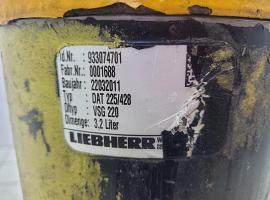 Id.Nr. : 933074701
Fabr.Nr. : 0001688
Baujahr : 22032011
Typ : DAT 225/428
Öltyp : VSG 220
Ölmenge : 3,2 Liter
LIEBHERR